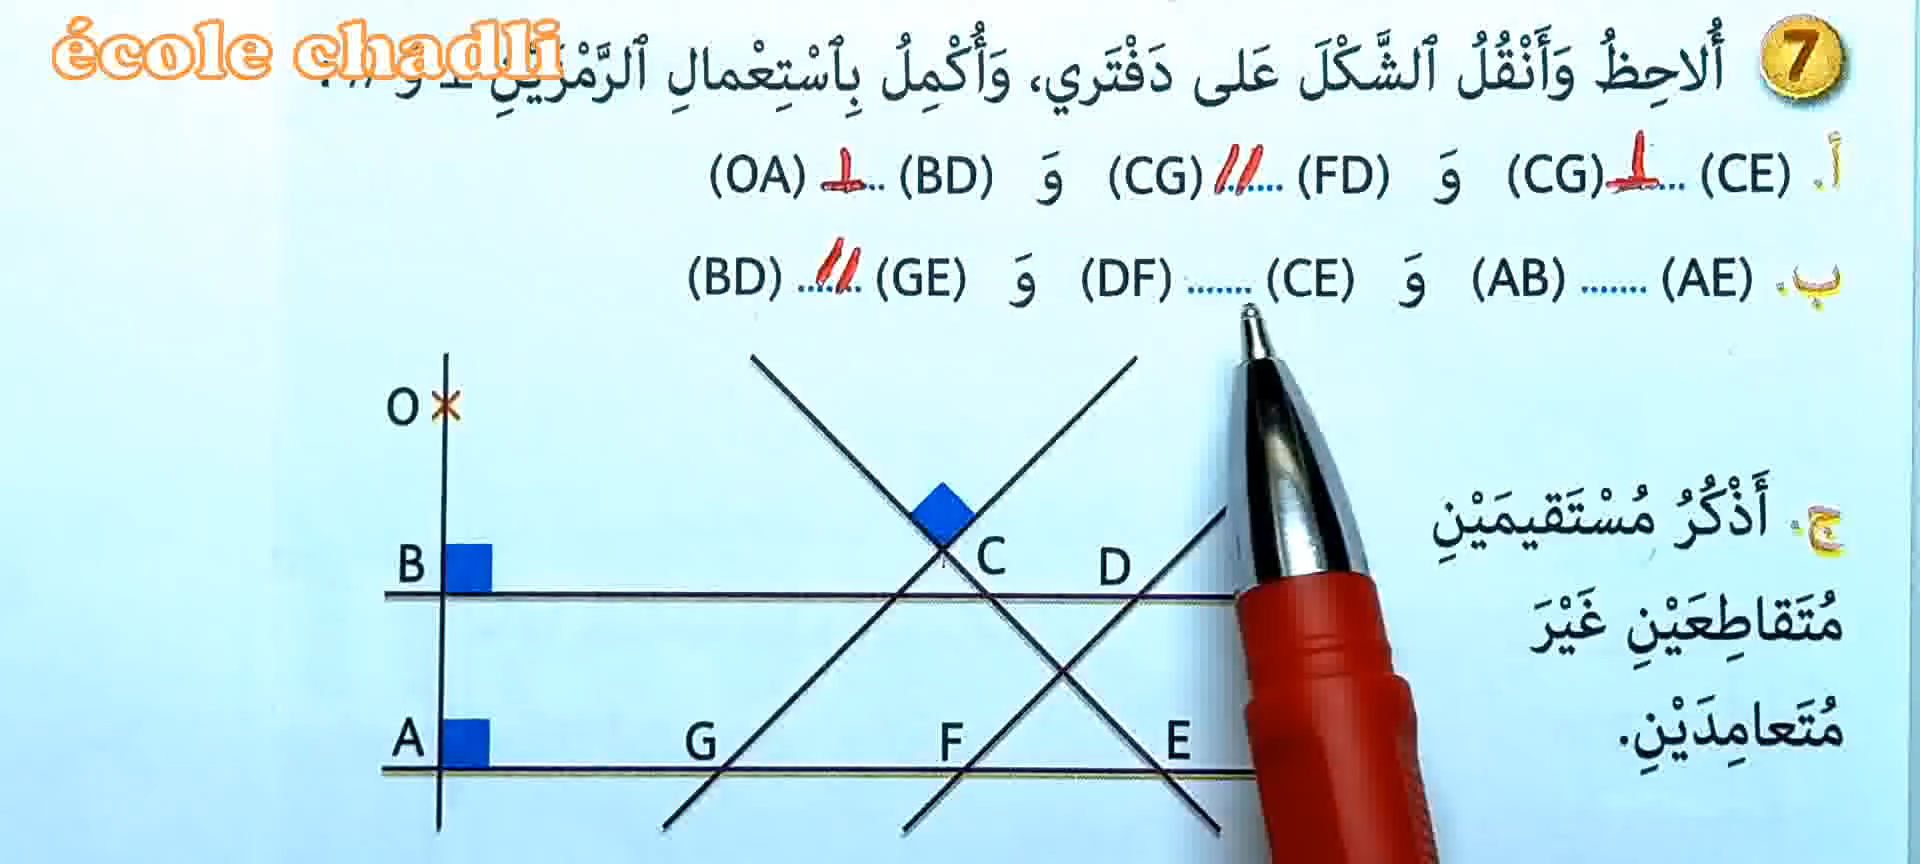 école chadli
7 أُلاحِظُ وَأَنْقُلُ ٱلشَّكْلَ عَلى دَفْتَري، وَأُكْمِلُ بِٱسْتِعْمالِ ٱلرَّمْزَيْنِ ⊥ وَ // .
أ. (CE) ⊥ (CG) وَ (FD) // (CG) وَ (BD) ⊥ (OA)
ب. (AE) ....... (AB) وَ (CE) ....... (DF) وَ (GE) // (BD)
ج. أَذْكُرُ مُسْتَقيمَيْنِ
مُتَقاطِعَيْنِ غَيْرَ
مُتَعامِدَيْنِ.
O
B C D
A G F E